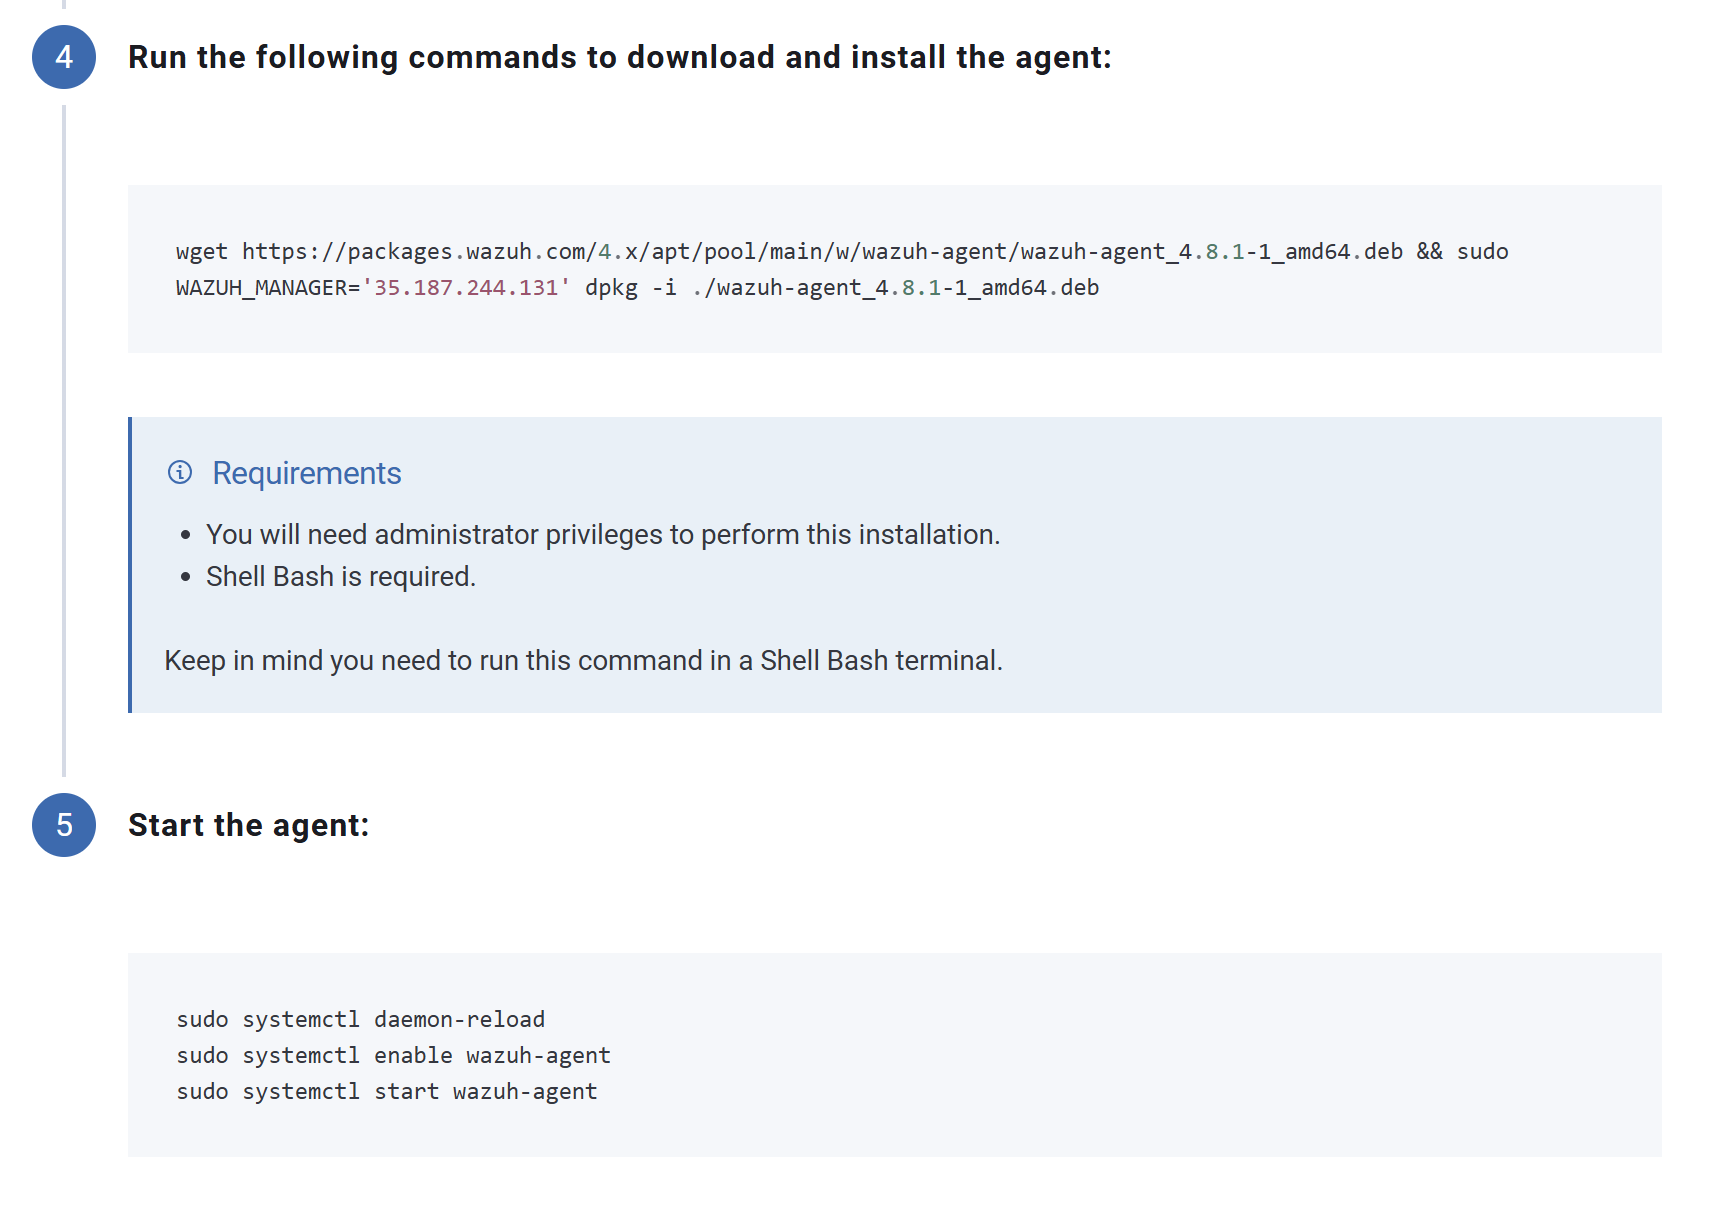 4
Run the following commands to download and install the agent:
wget https://packages.wazuh.com/4.x/apt/pool/main/w/wazuh-agent/wazuh-agent_4.8.1-1_amd64.deb && sudo
WAZUH_MANAGER='35.187.244.131' dpkg -i ./wazuh-agent_4.8.1-1_amd64.deb
Requirements
• You will need administrator privileges to perform this installation.
• Shell Bash is required.
Keep in mind you need to run this command in a Shell Bash terminal.
5
Start the agent:
sudo systemctl daemon-reload
sudo systemctl enable wazuh-agent
sudo systemctl start wazuh-agent